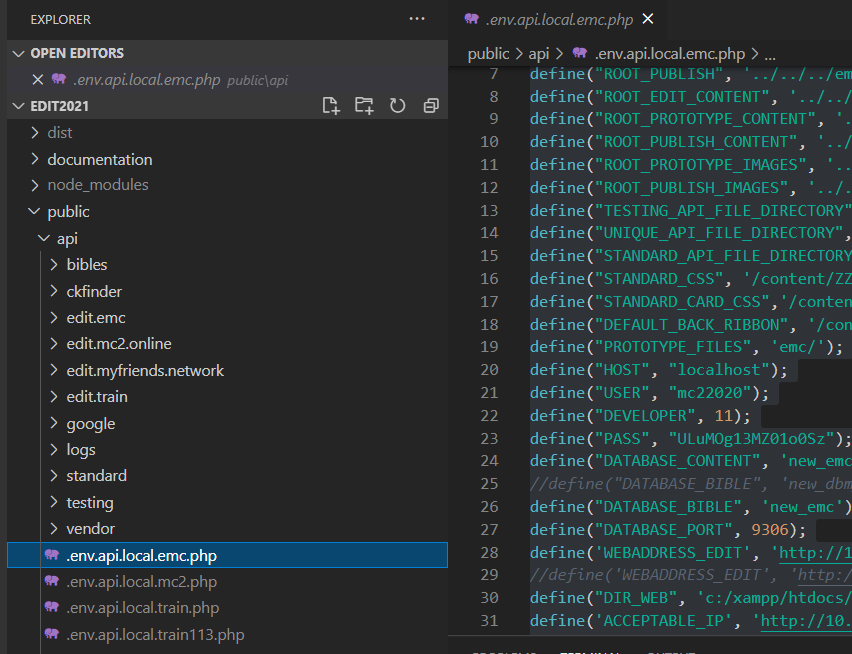 EXPLORER
...
OPEN EDITORS
.env.api.local.emc.php public\api
EDIT2021
dist
documentation
node_modules
public
api
bibles
ckfinder
edit.emc
edit.mc2.online
edit.myfriends.network
edit.train
google
logs
standard
testing
vendor
.env.api.local.emc.php
.env.api.local.mc2.php
.env.api.local.train.php
.env.api.local.train113.php
.env.api.local.emc.php
public > api > .env.api.local.emc.php > ...
7 define("ROOT_PUBLISH", '../../../em
8 define("ROOT_EDIT_CONTENT", '../../
9 define("ROOT_PROTOTYPE_CONTENT", '.
10 define("ROOT_PUBLISH_CONTENT", '../
11 define("ROOT_PROTOTYPE_IMAGES", '..
12 define("ROOT_PUBLISH_IMAGES", '../.
13 define("TESTING_API_FILE_DIRECTORY"
14 define("UNIQUE_API_FILE_DIRECTORY",
15 define("STANDARD_API_FILE_DIRECTORY
16 define("STANDARD_CSS", '/content/ZZ
17 define("STANDARD_CARD_CSS",'/conten
18 define("DEFAULT_BACK_RIBBON", '/con
19 define("PROTOTYPE_FILES", 'emc/');
20 define("HOST", "localhost");
21 define("USER", "mc22020");
22 define("DEVELOPER", 11);
23 define("PASS", "ULuMOg13MZ01o0Sz");
24 define("DATABASE_CONTENT", 'new_emc
25 //define("DATABASE_BIBLE", 'new_dbm
26 define("DATABASE_BIBLE", 'new_emc')
27 define("DATABASE_PORT", 9306);
28 define('WEBADDRESS_EDIT', 'http://1
29 //define('WEBADDRESS_EDIT', 'http:/
30 define("DIR_WEB", 'c:/xampp/htdocs/
31 define('ACCEPTABLE_IP', 'http://10.